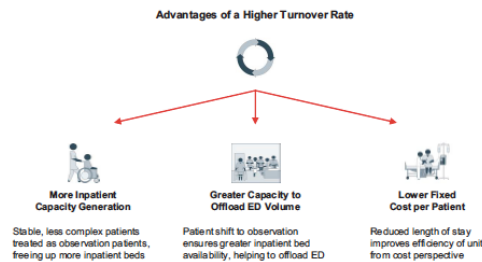 Advantages of a Higher Turnover Rate
More Inpatient
Capacity Generation
Stable, less complex patients
treated as observation patients,
freeing up more inpatient beds
Greater Capacity to
Offload ED Volume
Patient shift to observation
ensures greater inpatient bed
availability, helping to offload ED
Lower Fixed
Cost per Patient
Reduced length of stay
improves efficiency of unit
from cost perspective